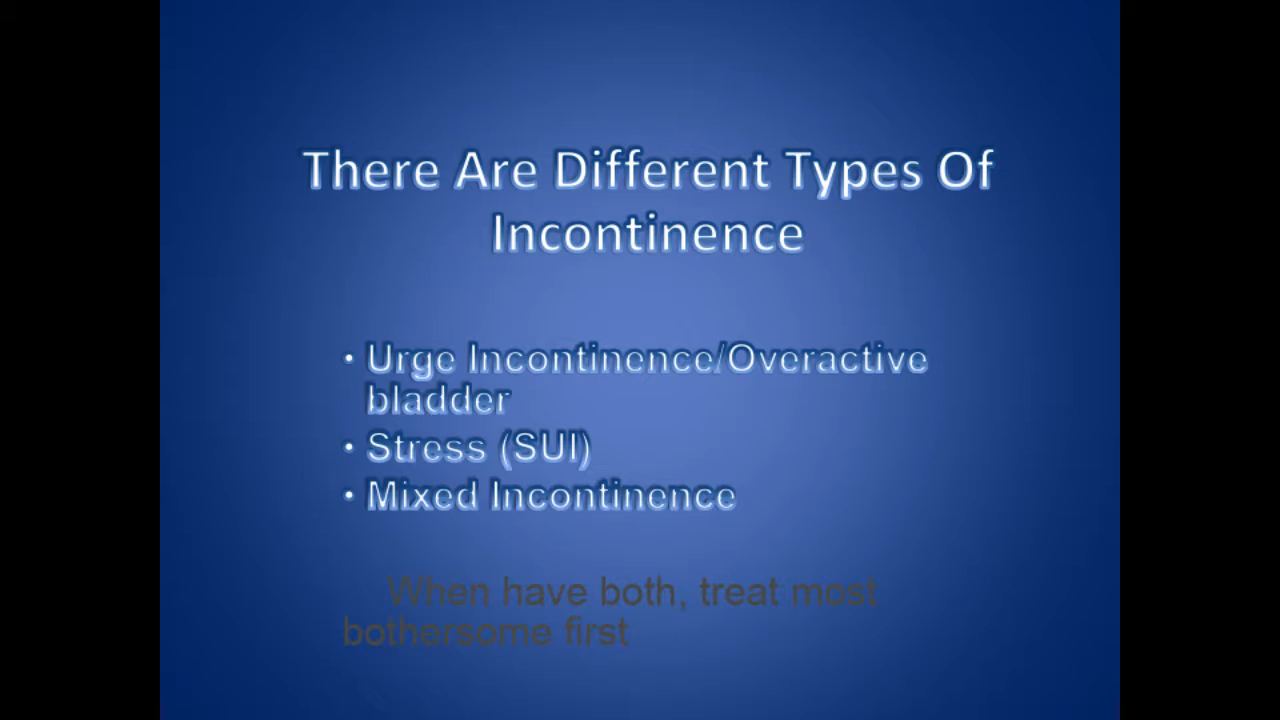 There Are Different Types Of
Incontinence
• Urge Incontinence/Overactive
bladder
• Stress (SUI)
• Mixed Incontinence
When have both, treat most
bothersome first